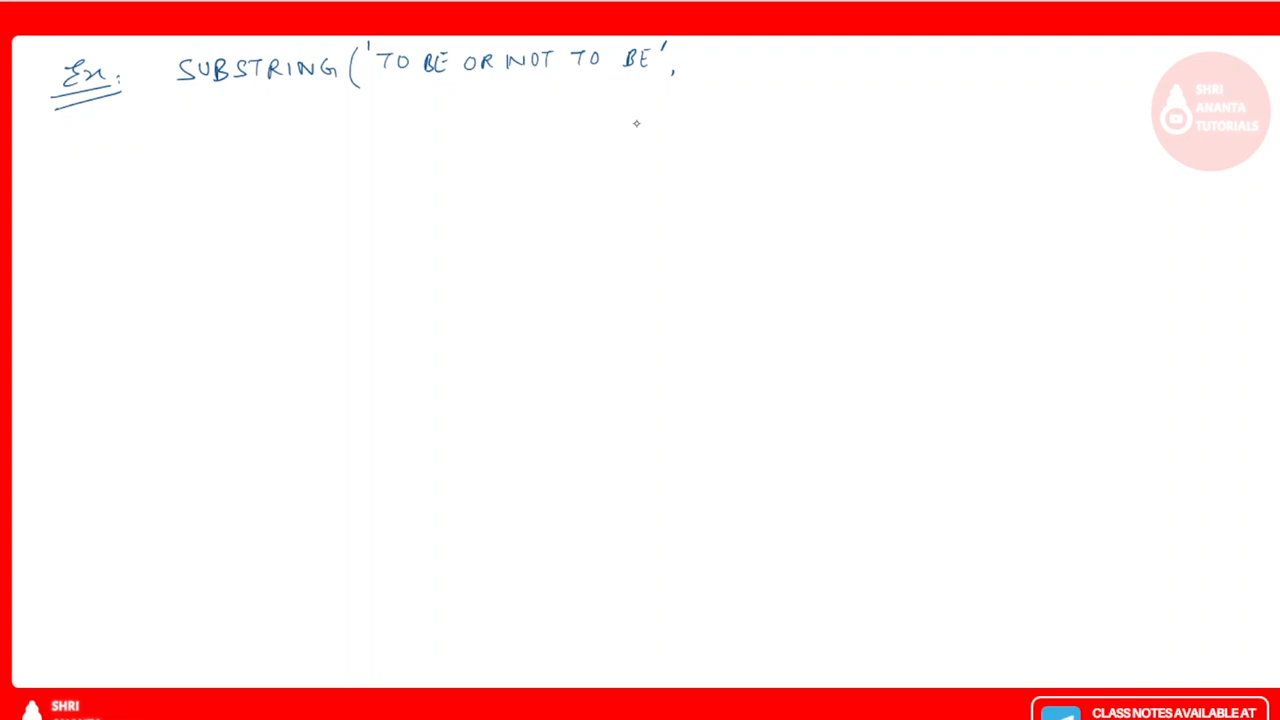 Ex: SUBSTRING('TO BE OR NOT TO BE',
SHRI
ANANTA
TUTORIALS
SHRI
CLASS NOTES AVAILABLE AT